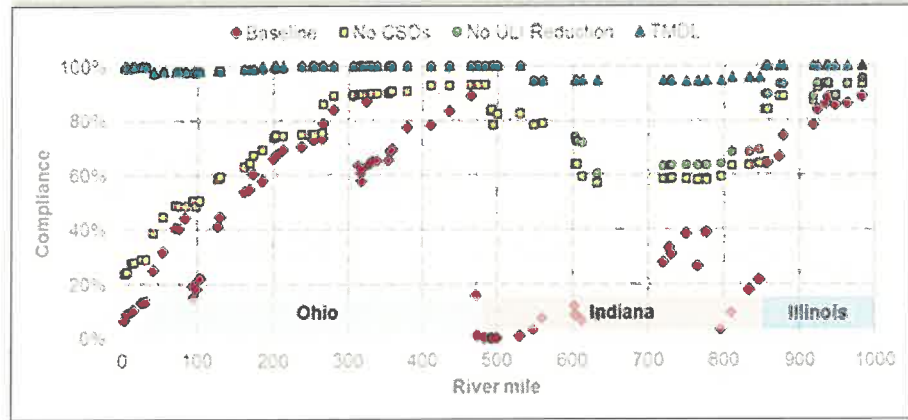 Baseline No CSOs No ULI Reduction TMDL
100%
80%
60%
40%
20%
0%
Compliance
Ohio Indiana Illinois
0 100 200 300 400 500 600 700 800 900 1000
River mile